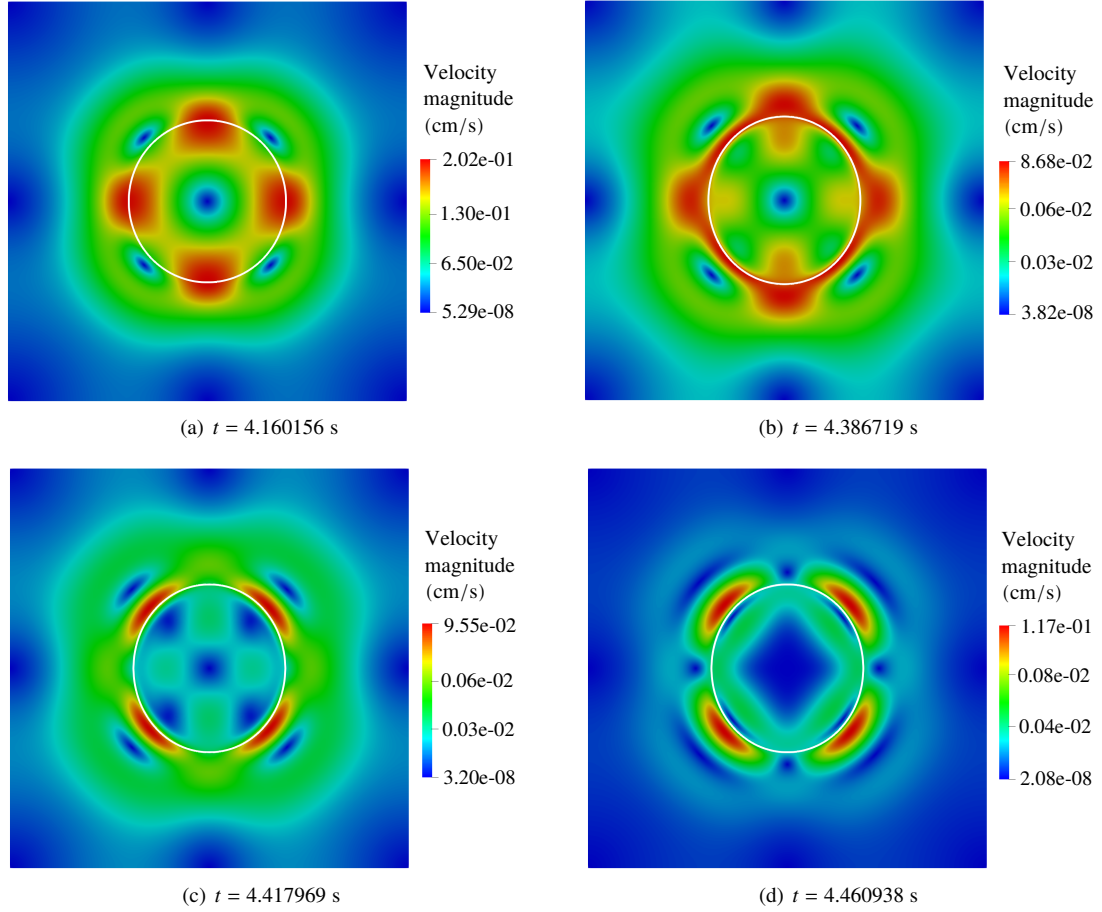 Velocity
magnitude
(cm/s)
2.02e-01
1.30e-01
6.50e-02
5.29e-08
(a) t = 4.160156 s
Velocity
magnitude
(cm/s)
8.68e-02
0.06e-02
0.03e-02
3.82e-08
(b) t = 4.386719 s
Velocity
magnitude
(cm/s)
9.55e-02
0.06e-02
0.03e-02
3.20e-08
(c) t = 4.417969 s
Velocity
magnitude
(cm/s)
1.17e-01
0.08e-02
0.04e-02
2.08e-08
(d) t = 4.460938 s